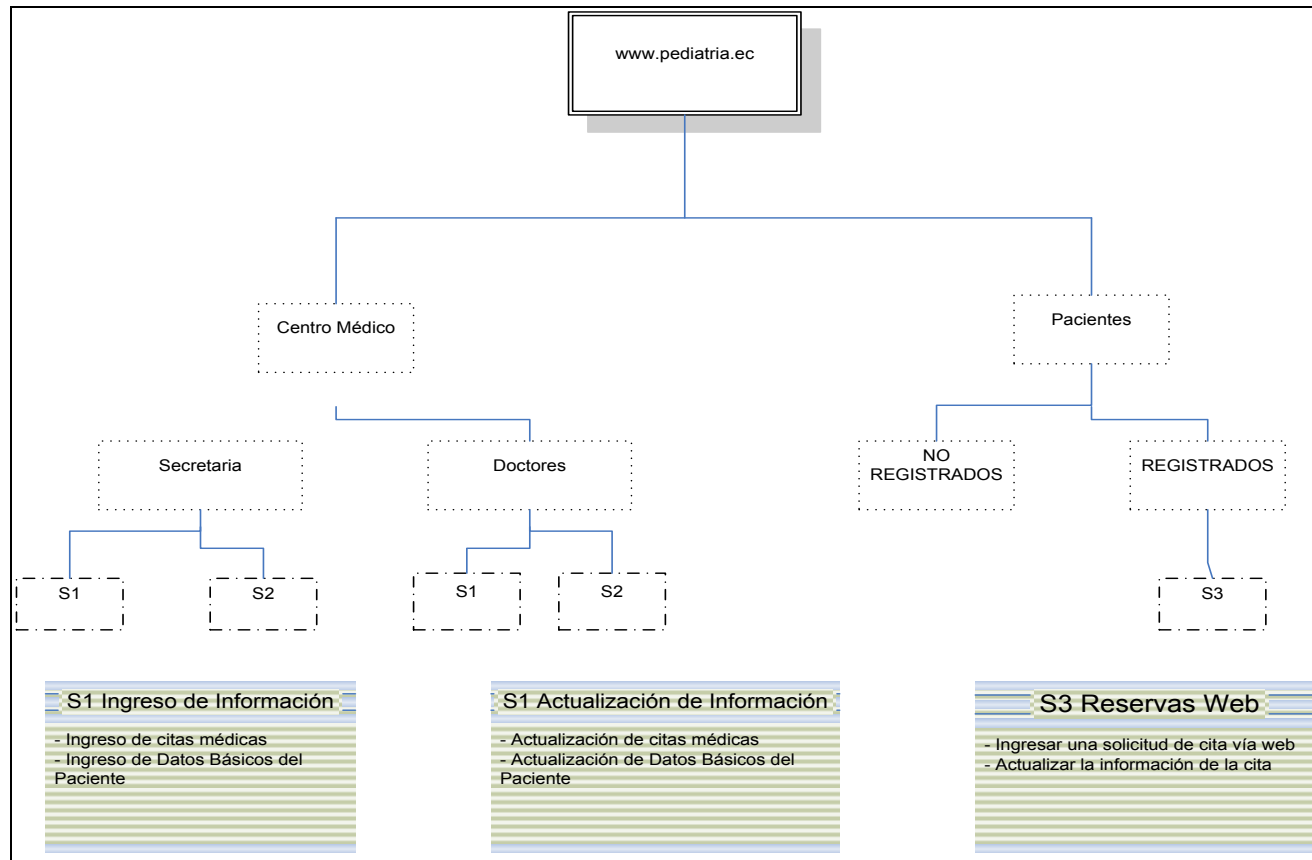 www.pediatria.ec
Centro Médico
Pacientes
Secretaria
Doctores
NO
REGISTRADOS
REGISTRADOS
S1
S2
S1
S2
S3
S1 Ingreso de Información
- Ingreso de citas médicas
- Ingreso de Datos Básicos del
Paciente
S1 Actualización de Información
- Actualización de citas médicas
- Actualización de Datos Básicos del
Paciente
S3 Reservas Web
- Ingresar una solicitud de cita vía web
- Actualizar la información de la cita